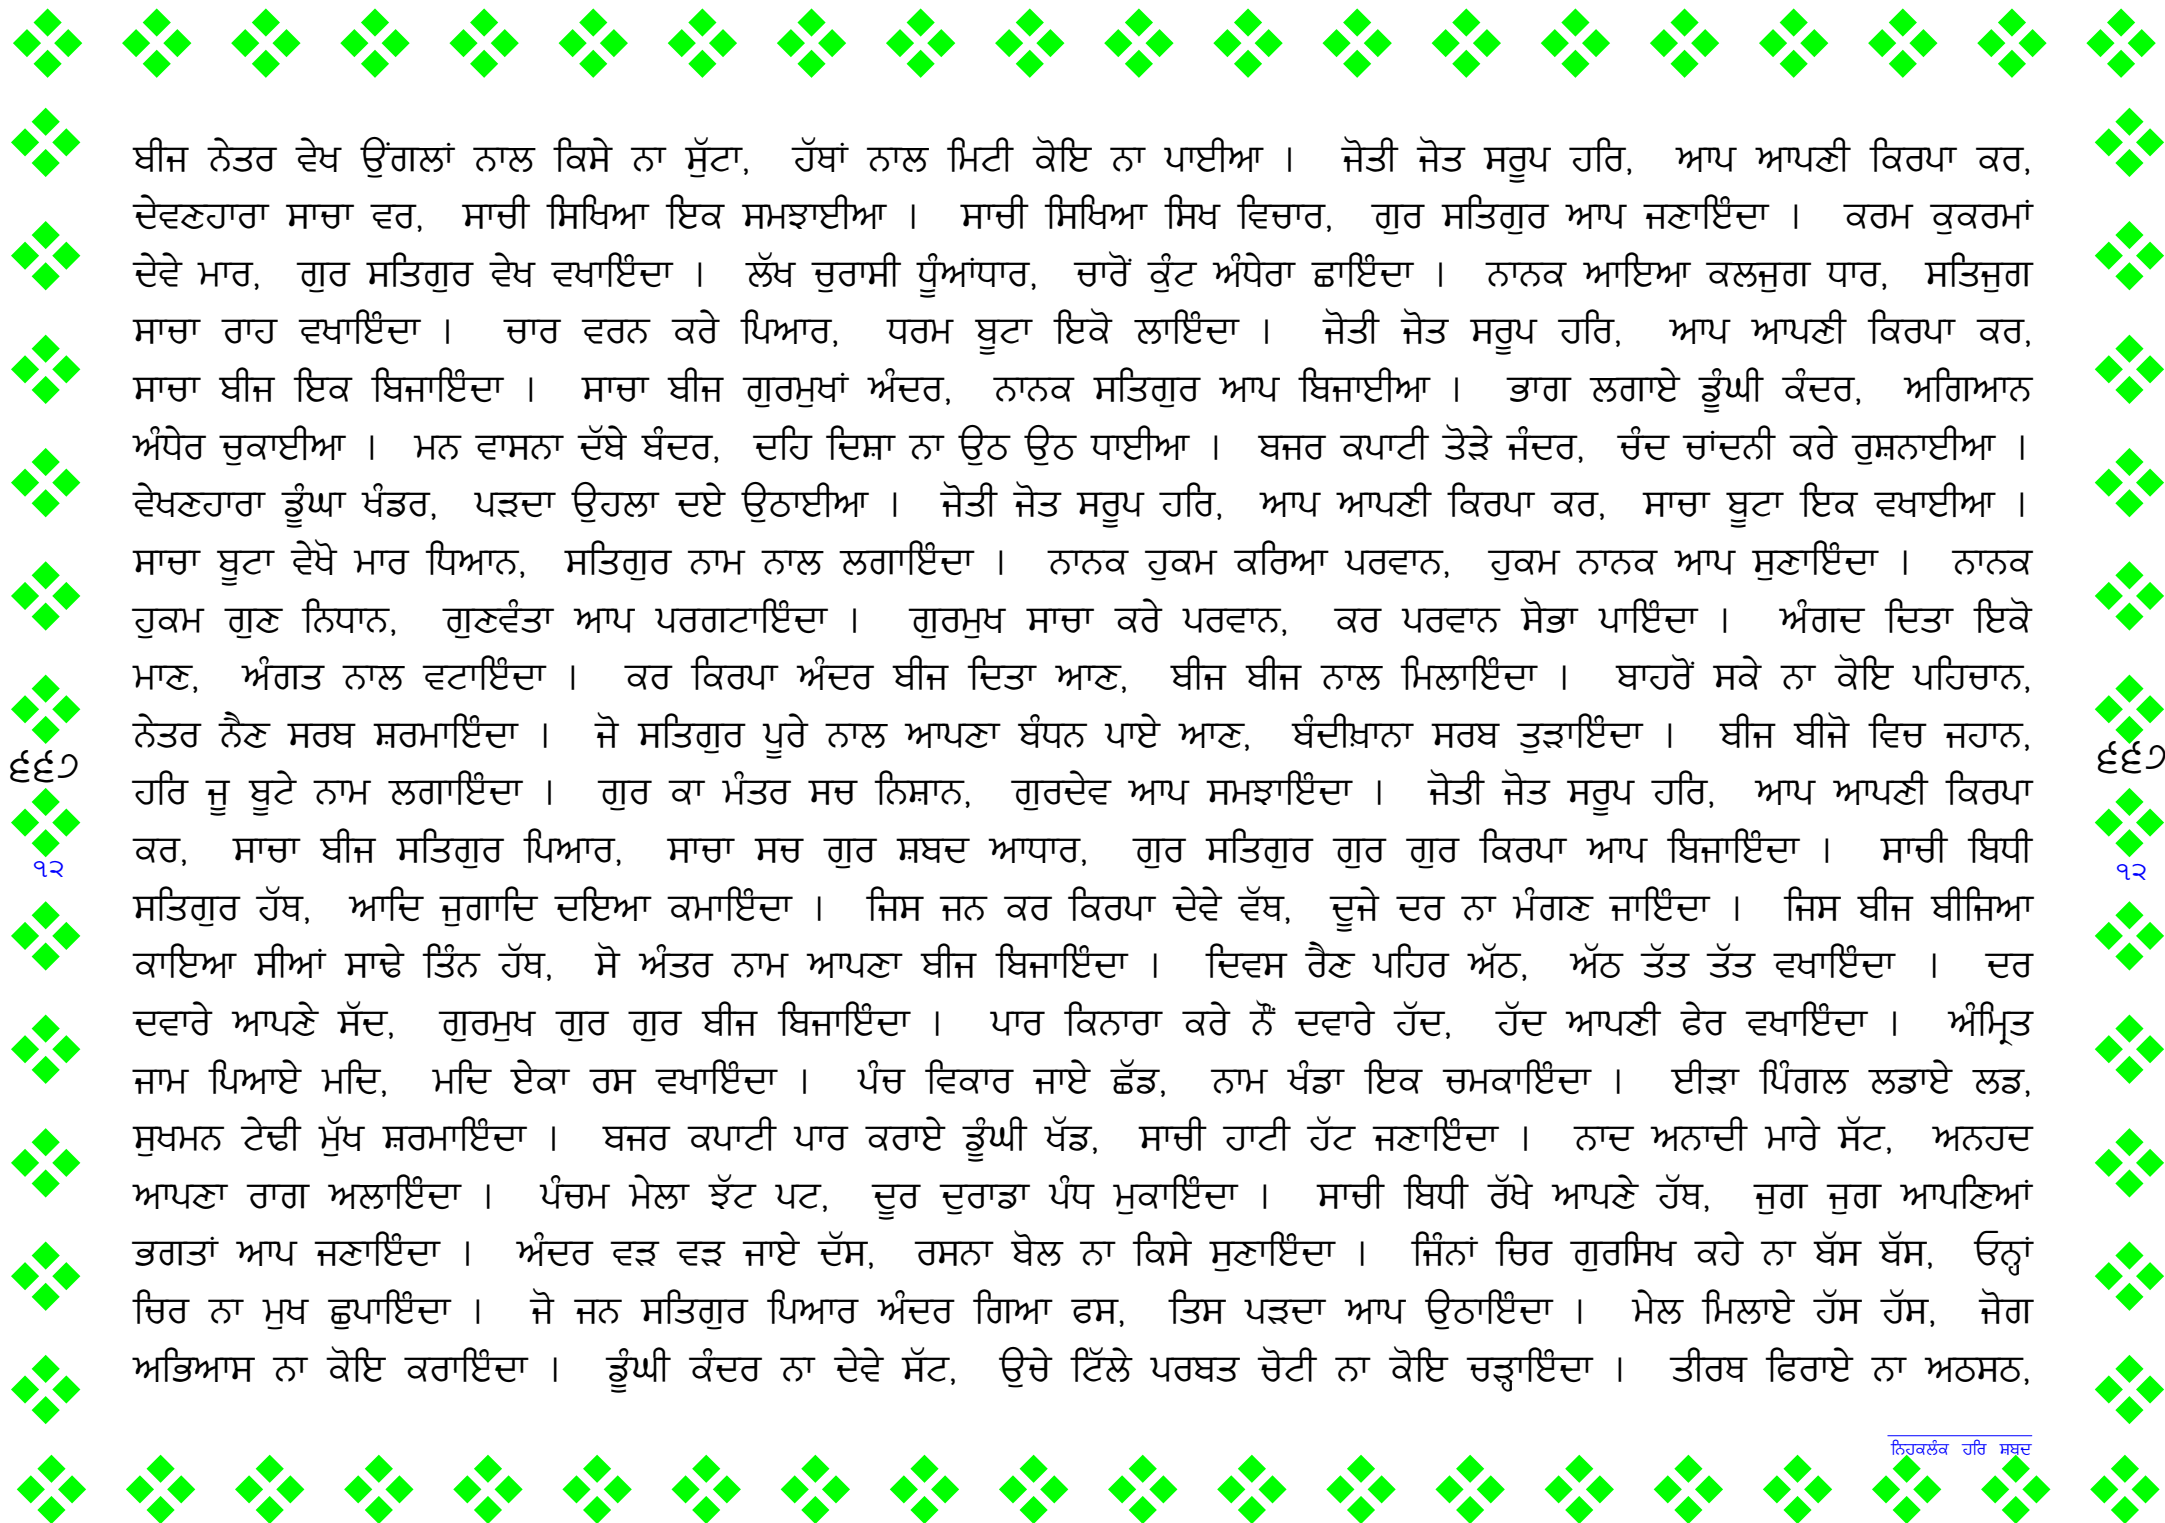 ਬੀਜ ਨੇਤਰ ਵੇਖ ਉਂਗਲਾਂ ਨਾਲ ਕਿਸੇ ਨਾ ਸੁੱਟਾ, ਹੱਥਾਂ ਨਾਲ ਮਿਟੀ ਕੋਇ ਨਾ ਪਾਈਆ । ਜੋਤੀ ਜੋਤ ਸਰੂਪ ਹਰਿ, ਆਪ ਆਪਣੀ ਕਿਰਪਾ ਕਰ,
ਦੇਵਣਹਾਰਾ ਸਾਚਾ ਵਰ, ਸਾਚੀ ਸਿਖਿਆ ਇਕ ਸਮਝਾਈਆ । ਸਾਚੀ ਸਿਖਿਆ ਸਿਖ ਵਿਚਾਰ, ਗੁਰ ਸਤਿਗੁਰ ਆਪ ਜਣਾਇੰਦਾ । ਕਰਮ ਕੁਕਰਮਾਂ
ਦੇਵੇ ਮਾਰ, ਗੁਰ ਸਤਿਗੁਰ ਵੇਖ ਵਖਾਇੰਦਾ । ਲੱਖ ਚੁਰਾਸੀ ਧੂੰਆਂਧਾਰ, ਚਾਰੋਂ ਕੁੰਟ ਅੰਧੇਰਾ ਛਾਇੰਦਾ । ਨਾਨਕ ਆਇਆ ਕਲਜੁਗ ਧਾਰ, ਸਤਿਜੁਗ
ਸਾਚਾ ਰਾਹ ਵਖਾਇੰਦਾ । ਚਾਰ ਵਰਨ ਕਰੇ ਪਿਆਰ, ਧਰਮ ਬੂਟਾ ਇਕੋ ਲਾਇੰਦਾ । ਜੋਤੀ ਜੋਤ ਸਰੂਪ ਹਰਿ, ਆਪ ਆਪਣੀ ਕਿਰਪਾ ਕਰ,
ਸਾਚਾ ਬੀਜ ਇਕ ਬਿਜਾਇੰਦਾ । ਸਾਚਾ ਬੀਜ ਗੁਰਮੁਖਾਂ ਅੰਦਰ, ਨਾਨਕ ਸਤਿਗੁਰ ਆਪ ਬਿਜਾਈਆ । ਭਾਗ ਲਗਾਏ ਡੂੰਘੀ ਕੰਦਰ, ਅਗਿਆਨ
ਅੰਧੇਰ ਚੁਕਾਈਆ । ਮਨ ਵਾਸਨਾ ਦੱਬੇ ਬੰਦਰ, ਦਹਿ ਦਿਸ਼ਾ ਨਾ ਉਠ ਉਠ ਧਾਈਆ । ਬਜਰ ਕਪਾਟੀ ਤੋੜੇ ਜੰਦਰ, ਚੰਦ ਚਾਂਦਨੀ ਕਰੇ ਰੁਸ਼ਨਾਈਆ ।
ਵੇਖਣਹਾਰਾ ਡੂੰਘਾ ਖੰਡਰ, ਪੜਦਾ ਉਹਲਾ ਦਏ ਉਠਾਈਆ । ਜੋਤੀ ਜੋਤ ਸਰੂਪ ਹਰਿ, ਆਪ ਆਪਣੀ ਕਿਰਪਾ ਕਰ, ਸਾਚਾ ਬੂਟਾ ਇਕ ਵਖਾਈਆ ।
ਸਾਚਾ ਬੂਟਾ ਵੇਖੋ ਮਾਰ ਧਿਆਨ, ਸਤਿਗੁਰ ਨਾਮ ਨਾਲ ਲਗਾਇੰਦਾ । ਨਾਨਕ ਹੁਕਮ ਕਰਿਆ ਪਰਵਾਨ, ਹੁਕਮ ਨਾਨਕ ਆਪ ਸੁਣਾਇੰਦਾ । ਨਾਨਕ
ਹੁਕਮ ਗੁਣ ਨਿਧਾਨ, ਗੁਣਵੰਤਾ ਆਪ ਪਰਗਟਾਇੰਦਾ । ਗੁਰਮੁਖ ਸਾਚਾ ਕਰੇ ਪਰਵਾਨ, ਕਰ ਪਰਵਾਨ ਸੋਭਾ ਪਾਇੰਦਾ । ਅੰਗਦ ਦਿਤਾ ਇਕੋ
ਮਾਣ, ਅੰਗਤ ਨਾਲ ਵਟਾਇੰਦਾ । ਕਰ ਕਿਰਪਾ ਅੰਦਰ ਬੀਜ ਦਿਤਾ ਆਣ, ਬੀਜ ਬੀਜ ਨਾਲ ਮਿਲਾਇੰਦਾ । ਬਾਹਰੋਂ ਸਕੇ ਨਾ ਕੋਇ ਪਹਿਚਾਨ,
ਨੇਤਰ ਨੈਣ ਸਰਬ ਸ਼ਰਮਾਇੰਦਾ । ਜੋ ਸਤਿਗੁਰ ਪੂਰੇ ਨਾਲ ਆਪਣਾ ਬੰਧਨ ਪਾਏ ਆਣ, ਬੰਦੀਖ਼ਾਨਾ ਸਰਬ ਤੁੜਾਇੰਦਾ । ਬੀਜ ਬੀਜੋ ਵਿਚ ਜਹਾਨ,
੬੬੭ ਹਰਿ ਜੂ ਬੂਟੇ ਨਾਮ ਲਗਾਇੰਦਾ । ਗੁਰ ਕਾ ਮੰਤਰ ਸਚ ਨਿਸ਼ਾਨ, ਗੁਰਦੇਵ ਆਪ ਸਮਝਾਇੰਦਾ । ਜੋਤੀ ਜੋਤ ਸਰੂਪ ਹਰਿ, ਆਪ ਆਪਣੀ ਕਿਰਪਾ ੬੬੭
ਕਰ, ਸਾਚਾ ਬੀਜ ਸਤਿਗੁਰ ਪਿਆਰ, ਸਾਚਾ ਸਚ ਗੁਰ ਸ਼ਬਦ ਆਧਾਰ, ਗੁਰ ਸਤਿਗੁਰ ਗੁਰ ਗੁਰ ਕਿਰਪਾ ਆਪ ਬਿਜਾਇੰਦਾ । ਸਾਚੀ ਬਿਧੀ
੧੨ ੧੨
ਸਤਿਗੁਰ ਹੱਥ, ਆਦਿ ਜੁਗਾਦਿ ਦਇਆ ਕਮਾਇੰਦਾ । ਜਿਸ ਜਨ ਕਰ ਕਿਰਪਾ ਦੇਵੇ ਵੱਥ, ਦੂਜੇ ਦਰ ਨਾ ਮੰਗਣ ਜਾਇੰਦਾ । ਜਿਸ ਬੀਜ ਬੀਜਿਆ
ਕਾਇਆ ਸੀਆਂ ਸਾਢੇ ਤਿੰਨ ਹੱਥ, ਸੋ ਅੰਤਰ ਨਾਮ ਆਪਣਾ ਬੀਜ ਬਿਜਾਇੰਦਾ । ਦਿਵਸ ਰੈਣ ਪਹਿਰ ਅੱਠ, ਅੱਠ ਤੱਤ ਤੱਤ ਵਖਾਇੰਦਾ । ਦਰ
ਦਵਾਰੇ ਆਪਣੇ ਸੱਦ, ਗੁਰਮੁਖ ਗੁਰ ਗੁਰ ਬੀਜ ਬਿਜਾਇੰਦਾ । ਪਾਰ ਕਿਨਾਰਾ ਕਰੇ ਨੌਂ ਦਵਾਰੇ ਹੱਦ, ਹੱਦ ਆਪਣੀ ਫੇਰ ਵਖਾਇੰਦਾ । ਅੰਮ੍ਰਿਤ
ਜਾਮ ਪਿਆਏ ਮਦਿ, ਮਦਿ ਏਕਾ ਰਸ ਵਖਾਇੰਦਾ । ਪੰਚ ਵਿਕਾਰ ਜਾਏ ਛੱਡ, ਨਾਮ ਖੰਡਾ ਇਕ ਚਮਕਾਇੰਦਾ । ਈੜਾ ਪਿੰਗਲ ਲਡਾਏ ਲਡ,
ਸੁਖਮਨ ਟੇਢੀ ਮੁੱਖ ਸ਼ਰਮਾਇੰਦਾ । ਬਜਰ ਕਪਾਟੀ ਪਾਰ ਕਰਾਏ ਡੂੰਘੀ ਖੱਡ, ਸਾਚੀ ਹਾਟੀ ਹੱਟ ਜਣਾਇੰਦਾ । ਨਾਦ ਅਨਾਦੀ ਮਾਰੇ ਸੱਟ, ਅਨਹਦ
ਆਪਣਾ ਰਾਗ ਅਲਾਇੰਦਾ । ਪੰਚਮ ਮੇਲਾ ਝੱਟ ਪਟ, ਦੂਰ ਦੁਰਾਡਾ ਪੰਧ ਮੁਕਾਇੰਦਾ । ਸਾਚੀ ਬਿਧੀ ਰੱਖੇ ਆਪਣੇ ਹੱਥ, ਜੁਗ ਜੁਗ ਆਪਣਿਆਂ
ਭਗਤਾਂ ਆਪ ਜਣਾਇੰਦਾ । ਅੰਦਰ ਵੜ ਵੜ ਜਾਏ ਦੱਸ, ਰਸਨਾ ਬੋਲ ਨਾ ਕਿਸੇ ਸੁਣਾਇੰਦਾ । ਜਿੰਨਾਂ ਚਿਰ ਗੁਰਸਿਖ ਕਹੇ ਨਾ ਬੱਸ ਬੱਸ, ਓਨ੍ਹਾਂ
ਚਿਰ ਨਾ ਮੁਖ ਛੁਪਾਇੰਦਾ । ਜੋ ਜਨ ਸਤਿਗੁਰ ਪਿਆਰ ਅੰਦਰ ਗਿਆ ਫਸ, ਤਿਸ ਪੜਦਾ ਆਪ ਉਠਾਇੰਦਾ । ਮੇਲ ਮਿਲਾਏ ਹੱਸ ਹੱਸ, ਜੋਗ
ਅਭਿਆਸ ਨਾ ਕੋਇ ਕਰਾਇੰਦਾ । ਡੂੰਘੀ ਕੰਦਰ ਨਾ ਦੇਵੇ ਸੱਟ, ਉਚੇ ਟਿੱਲੇ ਪਰਬਤ ਚੋਟੀ ਨਾ ਕੋਇ ਚੜ੍ਹਾਇੰਦਾ । ਤੀਰਥ ਫਿਰਾਏ ਨਾ ਅਠਸਠ,
ਨਿਹਕਲੰਕ ਹਰਿ ਸ਼ਬਦ